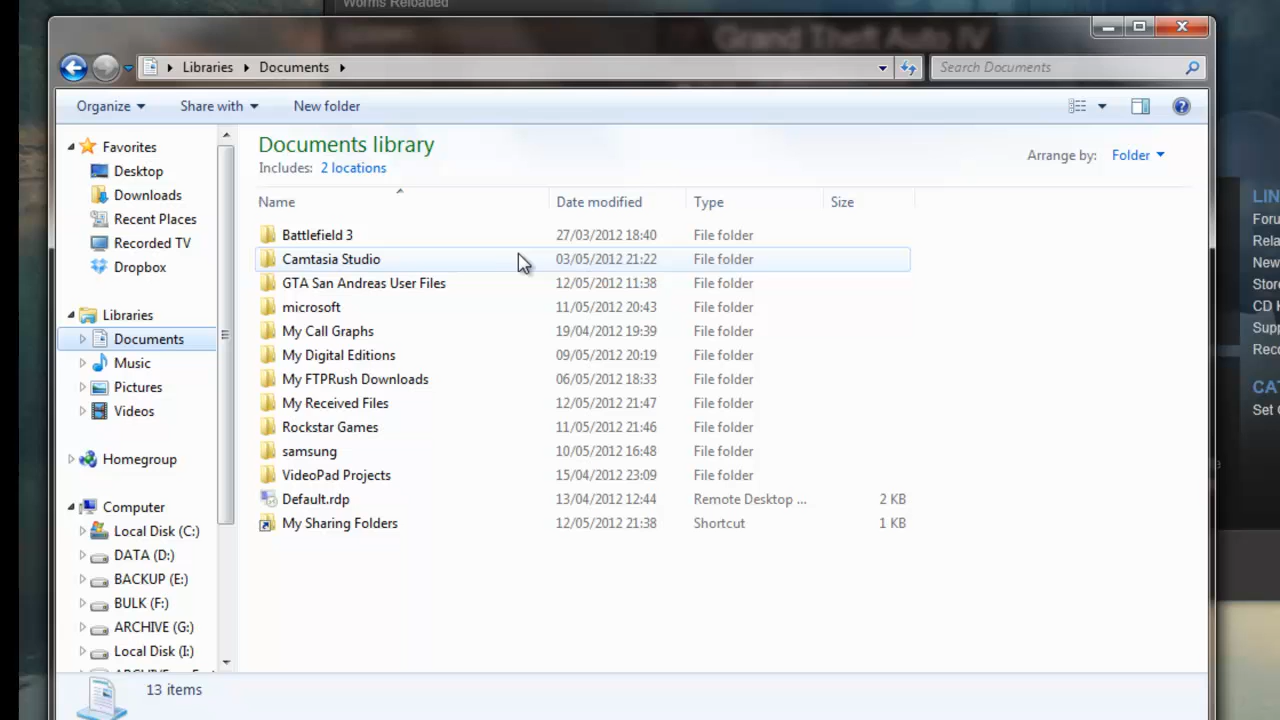 Worms Reloaded
Grand Theft Auto IV
Libraries Documents
Search Documents
Organize Share with New folder
Documents library
Includes: 2 locations
Arrange by: Folder
Name Date modified Type Size
Battlefield 3 27/03/2012 18:40 File folder
Camtasia Studio 03/05/2012 21:22 File folder
GTA San Andreas User Files 12/05/2012 11:38 File folder
microsoft 11/05/2012 20:43 File folder
My Call Graphs 19/04/2012 19:39 File folder
My Digital Editions 09/05/2012 20:19 File folder
My FTPRush Downloads 06/05/2012 18:33 File folder
My Received Files 12/05/2012 21:47 File folder
Rockstar Games 11/05/2012 21:46 File folder
samsung 10/05/2012 16:48 File folder
VideoPad Projects 15/04/2012 23:09 File folder
Default.rdp 13/04/2012 12:44 Remote Desktop ... 2 KB
My Sharing Folders 12/05/2012 21:38 Shortcut 1 KB
Favorites
Desktop
Downloads
Recent Places
Recorded TV
Dropbox
Libraries
Documents
Music
Pictures
Videos
Homegroup
Computer
Local Disk (C:)
DATA (D:)
BACKUP (E:)
BULK (F:)
ARCHIVE (G:)
Local Disk (I:)
13 items
LIN
Foru
Rela
New
Store
CD K
Supp
Reco
CAT
Set C